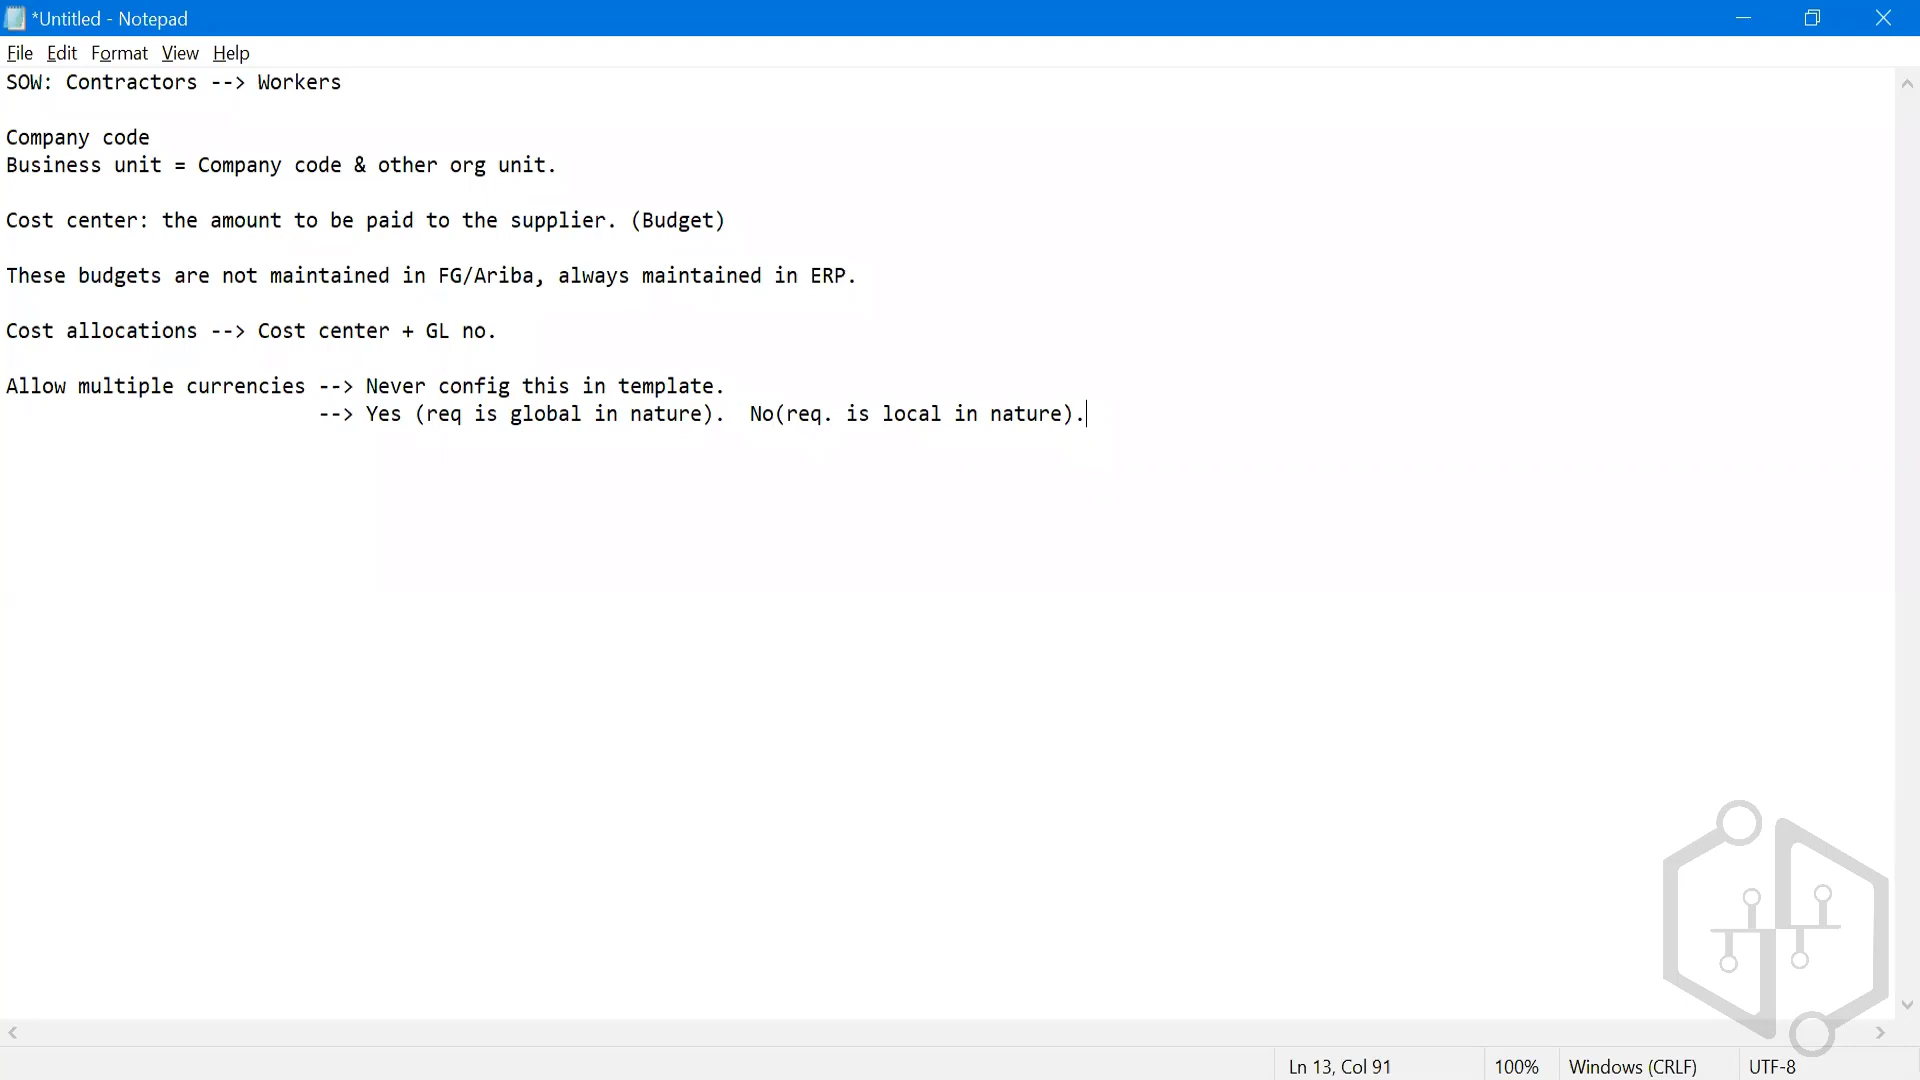 *Untitled - Notepad
File Edit Format View Help
SOW: Contractors --> Workers
Company code
Business unit = Company code & other org unit.
Cost center: the amount to be paid to the supplier. (Budget)
These budgets are not maintained in FG/Ariba, always maintained in ERP.
Cost allocations --> Cost center + GL no.
Allow multiple currencies --> Never config this in template.
--> Yes (req is global in nature).  No(req. is local in nature).
Ln 13, Col 91 100% Windows (CRLF) UTF-8